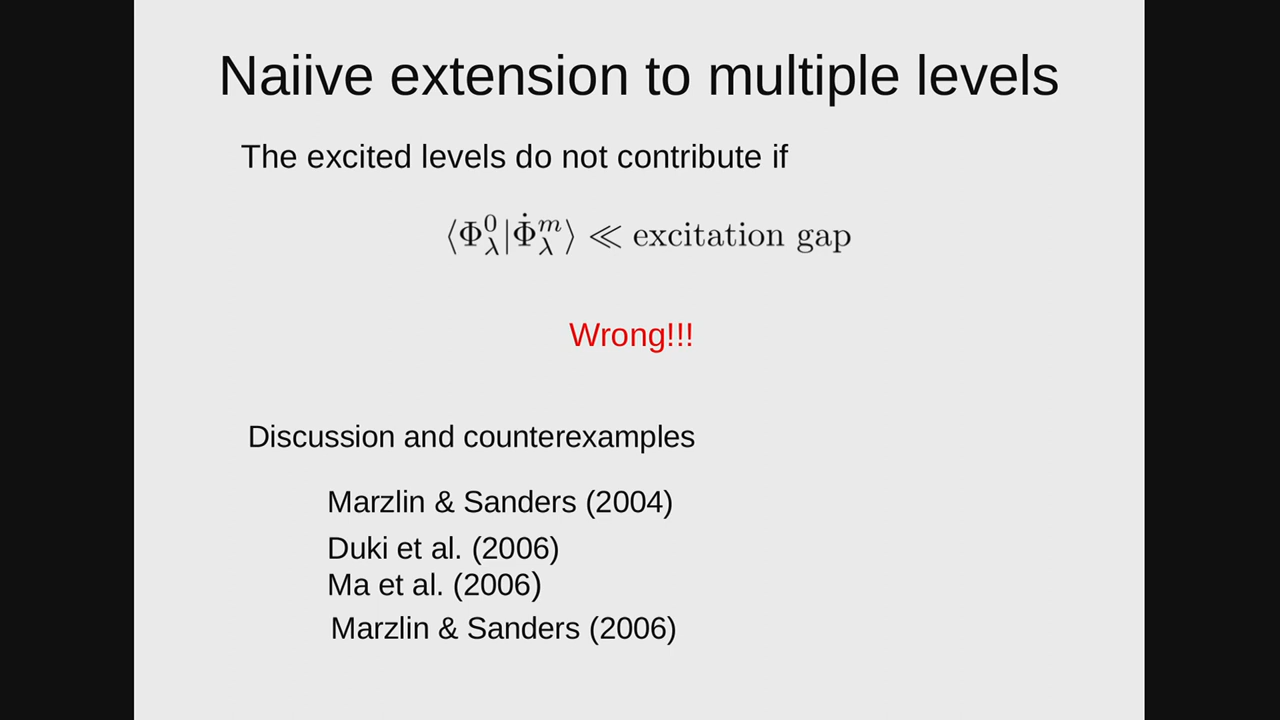 Naiive extension to multiple levels
The excited levels do not contribute if
⟨Φ⁰_λ|Φ̇ᵐ_λ⟩ ≪ excitation gap
Wrong!!!
Discussion and counterexamples
Marzlin & Sanders (2004)
Duki et al. (2006)
Ma et al. (2006)
Marzlin & Sanders (2006)